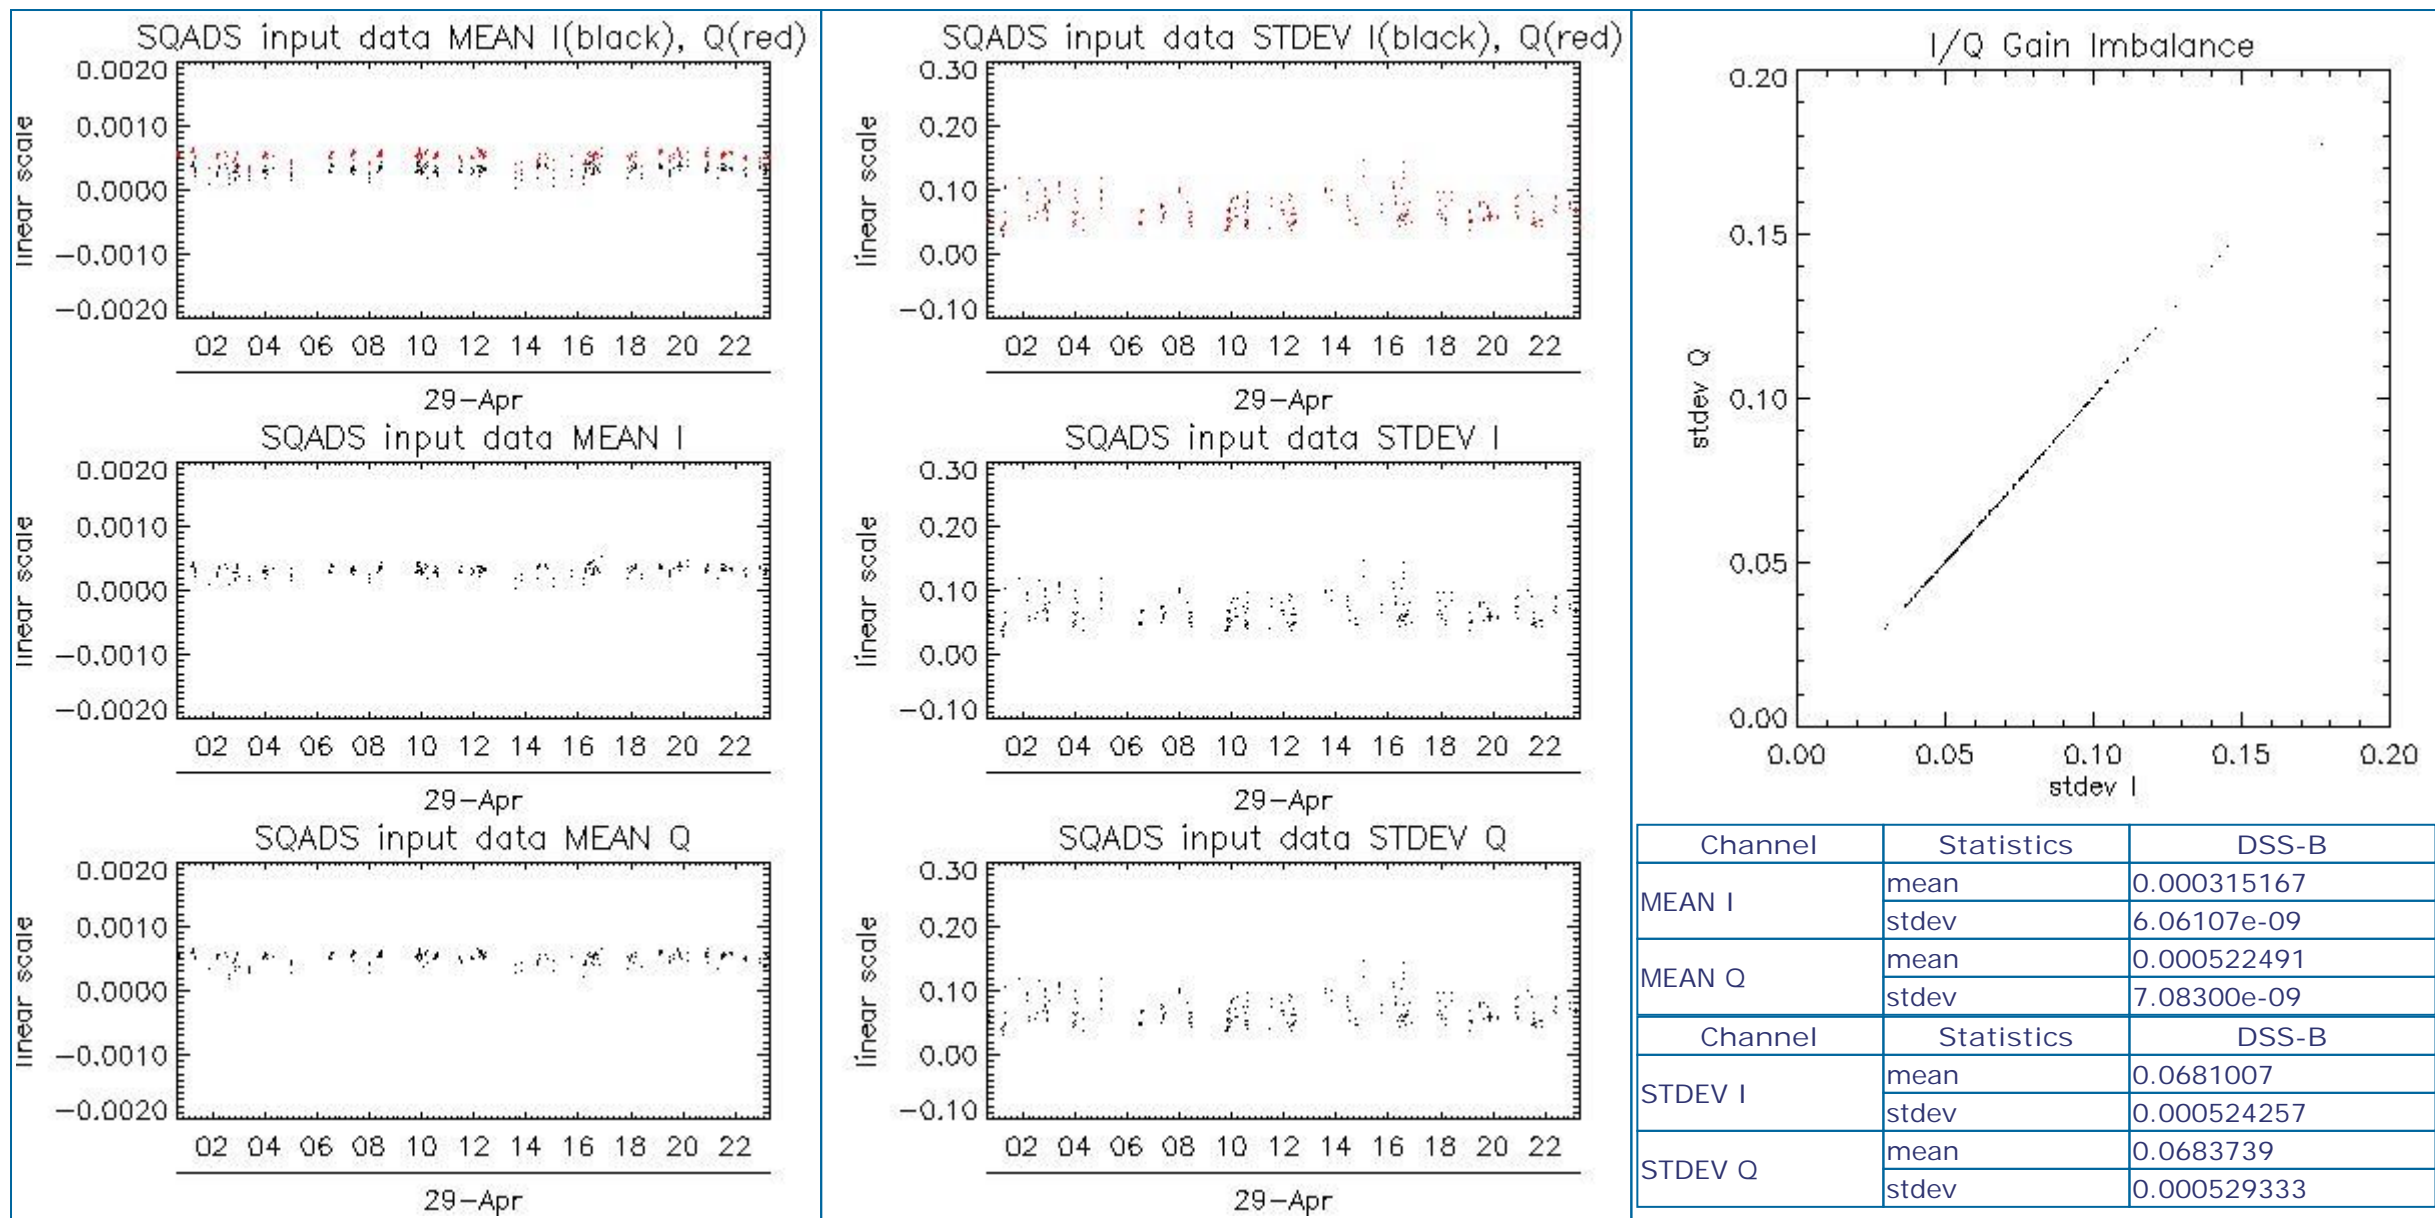 SQADS input data MEAN I(black), Q(red)
linear scale
0.0020
0.0010
0.0000
-0.0010
-0.0020
02 04 06 08 10 12 14 16 18 20 22
29-Apr
SQADS input data MEAN I
linear scale
0.0020
0.0010
0.0000
-0.0010
-0.0020
02 04 06 08 10 12 14 16 18 20 22
29-Apr
SQADS input data MEAN Q
linear scale
0.0020
0.0010
0.0000
-0.0010
-0.0020
02 04 06 08 10 12 14 16 18 20 22
29-Apr
SQADS input data STDEV I(black), Q(red)
linear scale
0.30
0.20
0.10
0.00
-0.10
02 04 06 08 10 12 14 16 18 20 22
29-Apr
SQADS input data STDEV I
linear scale
0.30
0.20
0.10
0.00
-0.10
02 04 06 08 10 12 14 16 18 20 22
29-Apr
SQADS input data STDEV Q
linear scale
0.30
0.20
0.10
0.00
-0.10
02 04 06 08 10 12 14 16 18 20 22
29-Apr
I/Q Gain Imbalance
stdev Q
0.20
0.15
0.10
0.05
0.00
0.00 0.05 0.10 0.15 0.20
stdev I
Channel Statistics DSS-B
MEAN I mean 0.000315167
stdev 6.06107e-09
MEAN Q mean 0.000522491
stdev 7.08300e-09
Channel Statistics DSS-B
STDEV I mean 0.0681007
stdev 0.000524257
STDEV Q mean 0.0683739
stdev 0.000529333